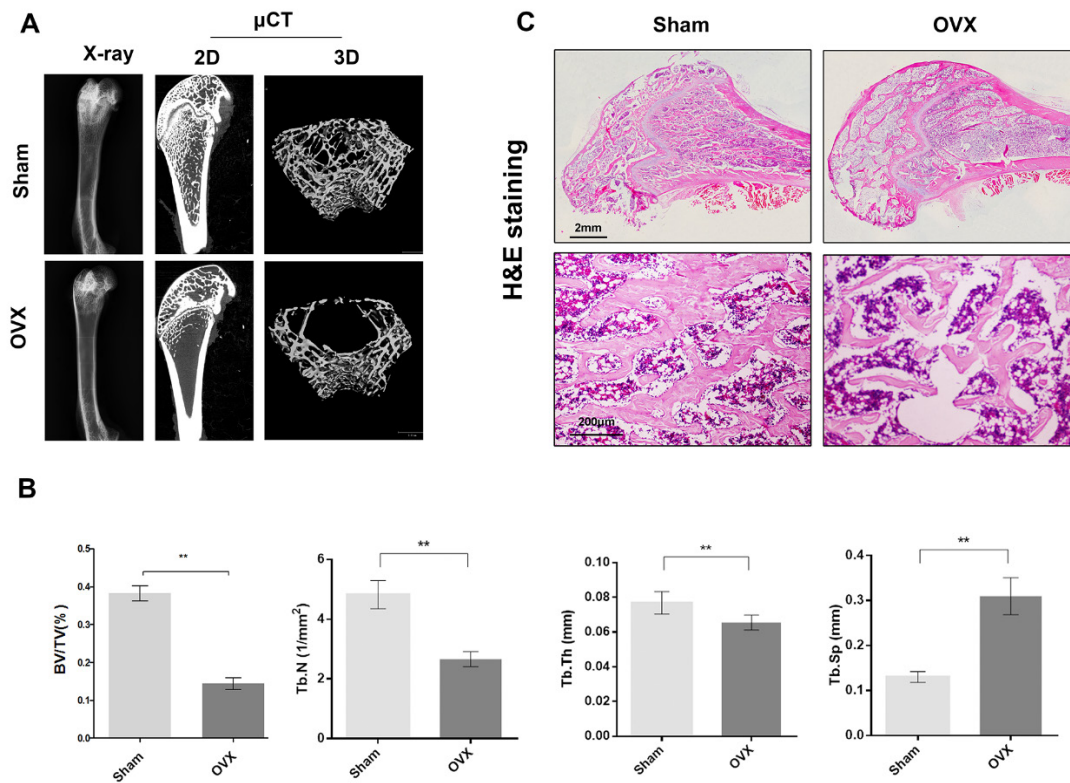 A
µCT
X-ray
2D
3D
Sham
OVX
C
Sham
OVX
H&E staining
2mm
200µm
B
BV/TV(%)
0.5
0.4
0.3
0.2
0.1
0.0
**
Sham
OVX
Tb.N (1/mm²)
6
4
2
0
**
Sham
OVX
Tb.Th (mm)
0.10
0.08
0.06
0.04
0.02
0.00
**
Sham
OVX
Tb.Sp (mm)
0.4
0.3
0.2
0.1
0.0
**
Sham
OVX